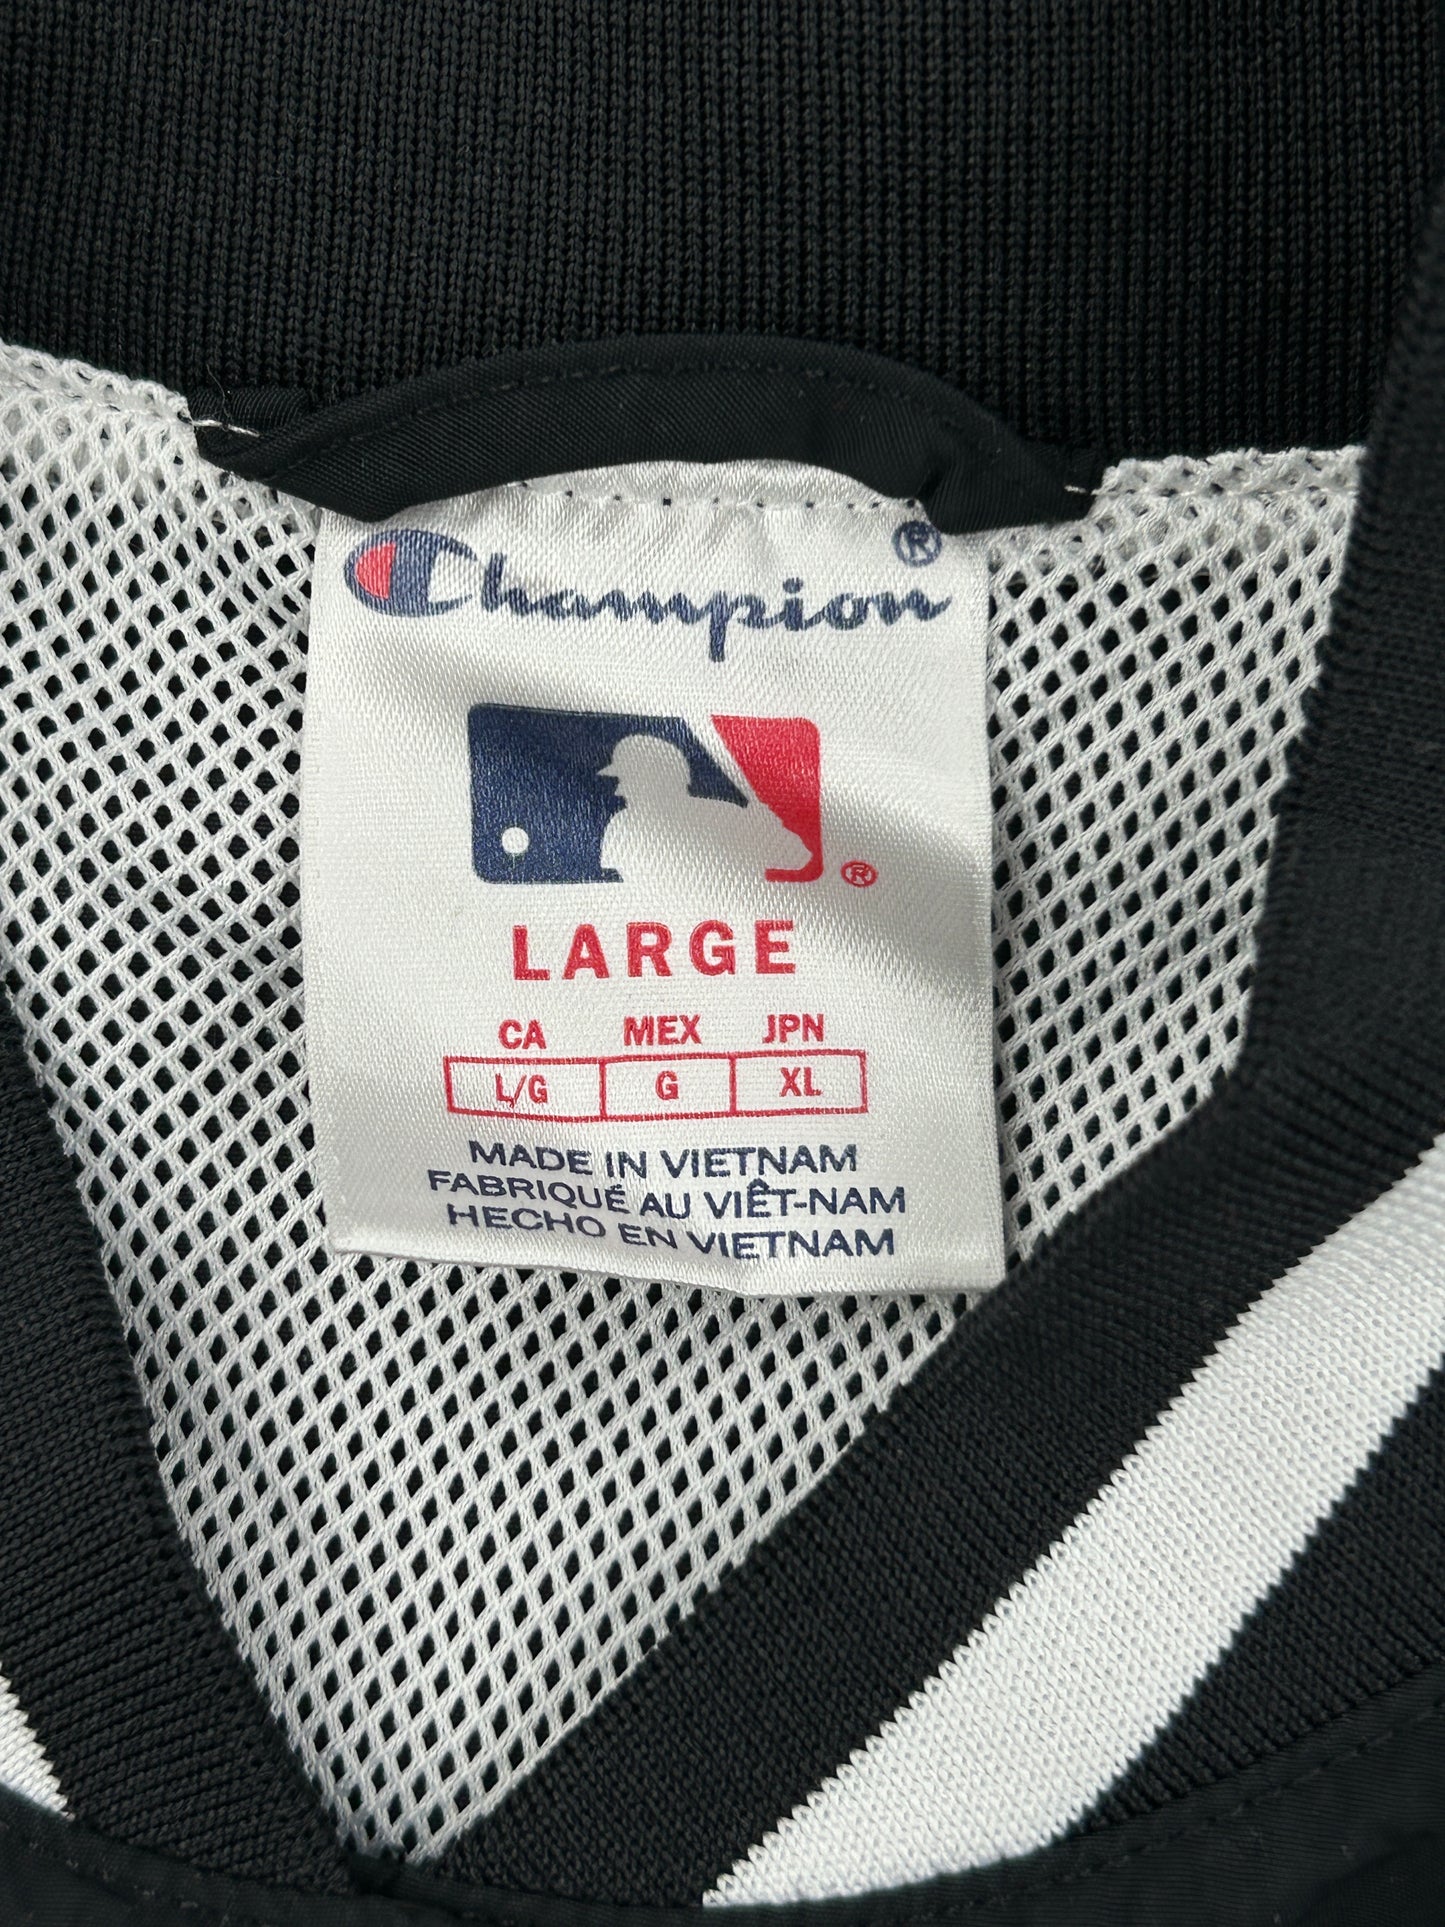 Champion®
®
LARGE
CA MEX JPN
L/G G XL
MADE IN VIETNAM
FABRIQUÉ AU VIÊT-NAM
HECHO EN VIETNAM